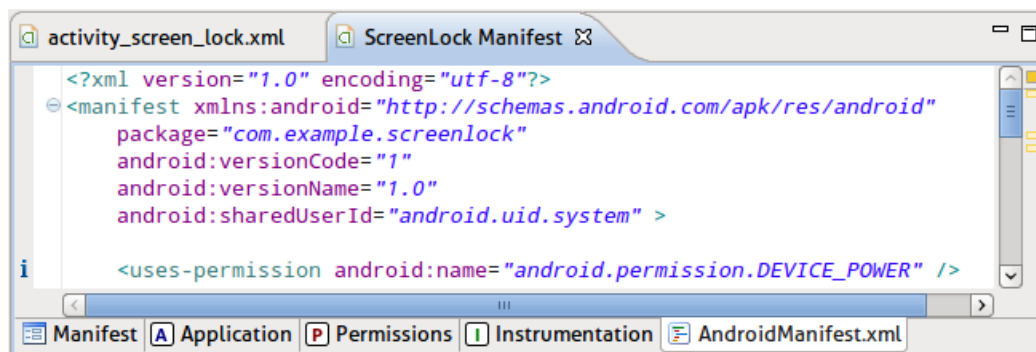 activity_screen_lock.xml ScreenLock Manifest
<?xml version="1.0" encoding="utf-8"?>
<manifest xmlns:android="http://schemas.android.com/apk/res/android"
package="com.example.screenlock"
android:versionCode="1"
android:versionName="1.0"
android:sharedUserId="android.uid.system" >
i <uses-permission android:name="android.permission.DEVICE_POWER" />
Manifest A Application P Permissions I Instrumentation AndroidManifest.xml